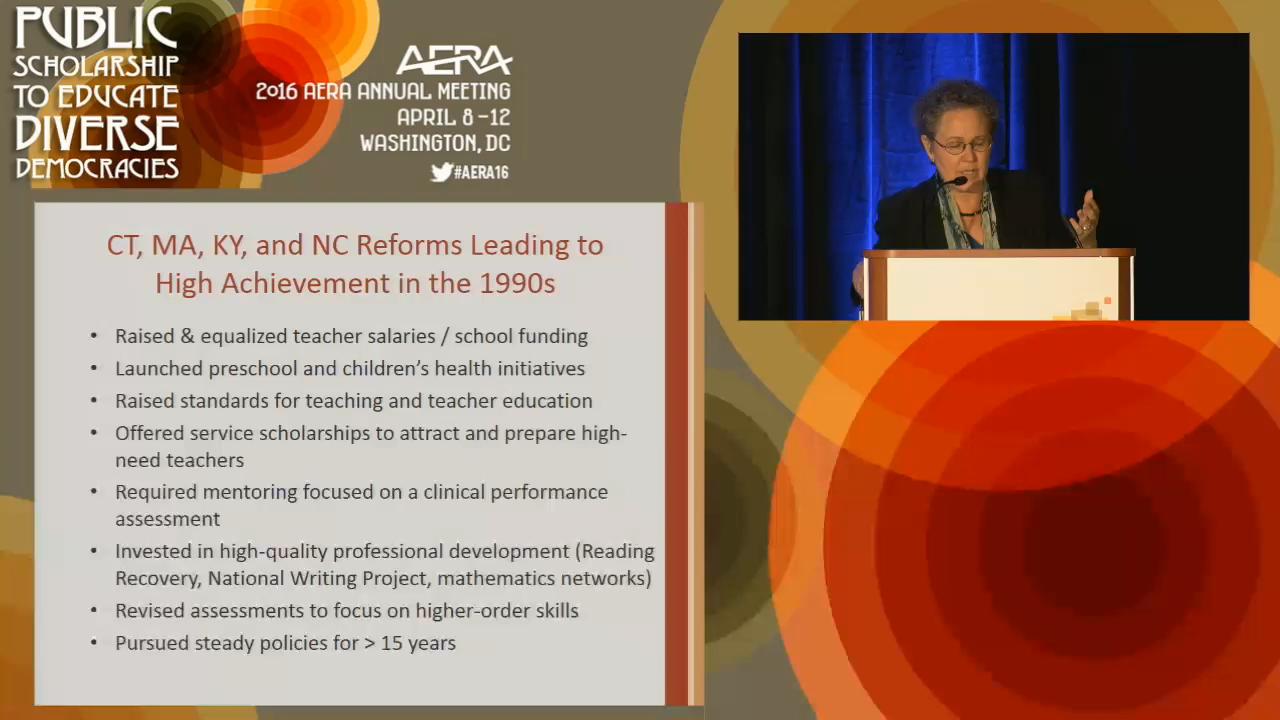 PUBLIC
SCHOLARSHIP
TO EDUCATE
DIVERSE
DEMOCRACIES
AERA
2016 AERA ANNUAL MEETING
APRIL 8 -12
WASHINGTON, DC
#AERA16
CT, MA, KY, and NC Reforms Leading to
High Achievement in the 1990s
• Raised & equalized teacher salaries / school funding
• Launched preschool and children's health initiatives
• Raised standards for teaching and teacher education
• Offered service scholarships to attract and prepare high-
need teachers
• Required mentoring focused on a clinical performance
assessment
• Invested in high-quality professional development (Reading
Recovery, National Writing Project, mathematics networks)
• Revised assessments to focus on higher-order skills
• Pursued steady policies for > 15 years